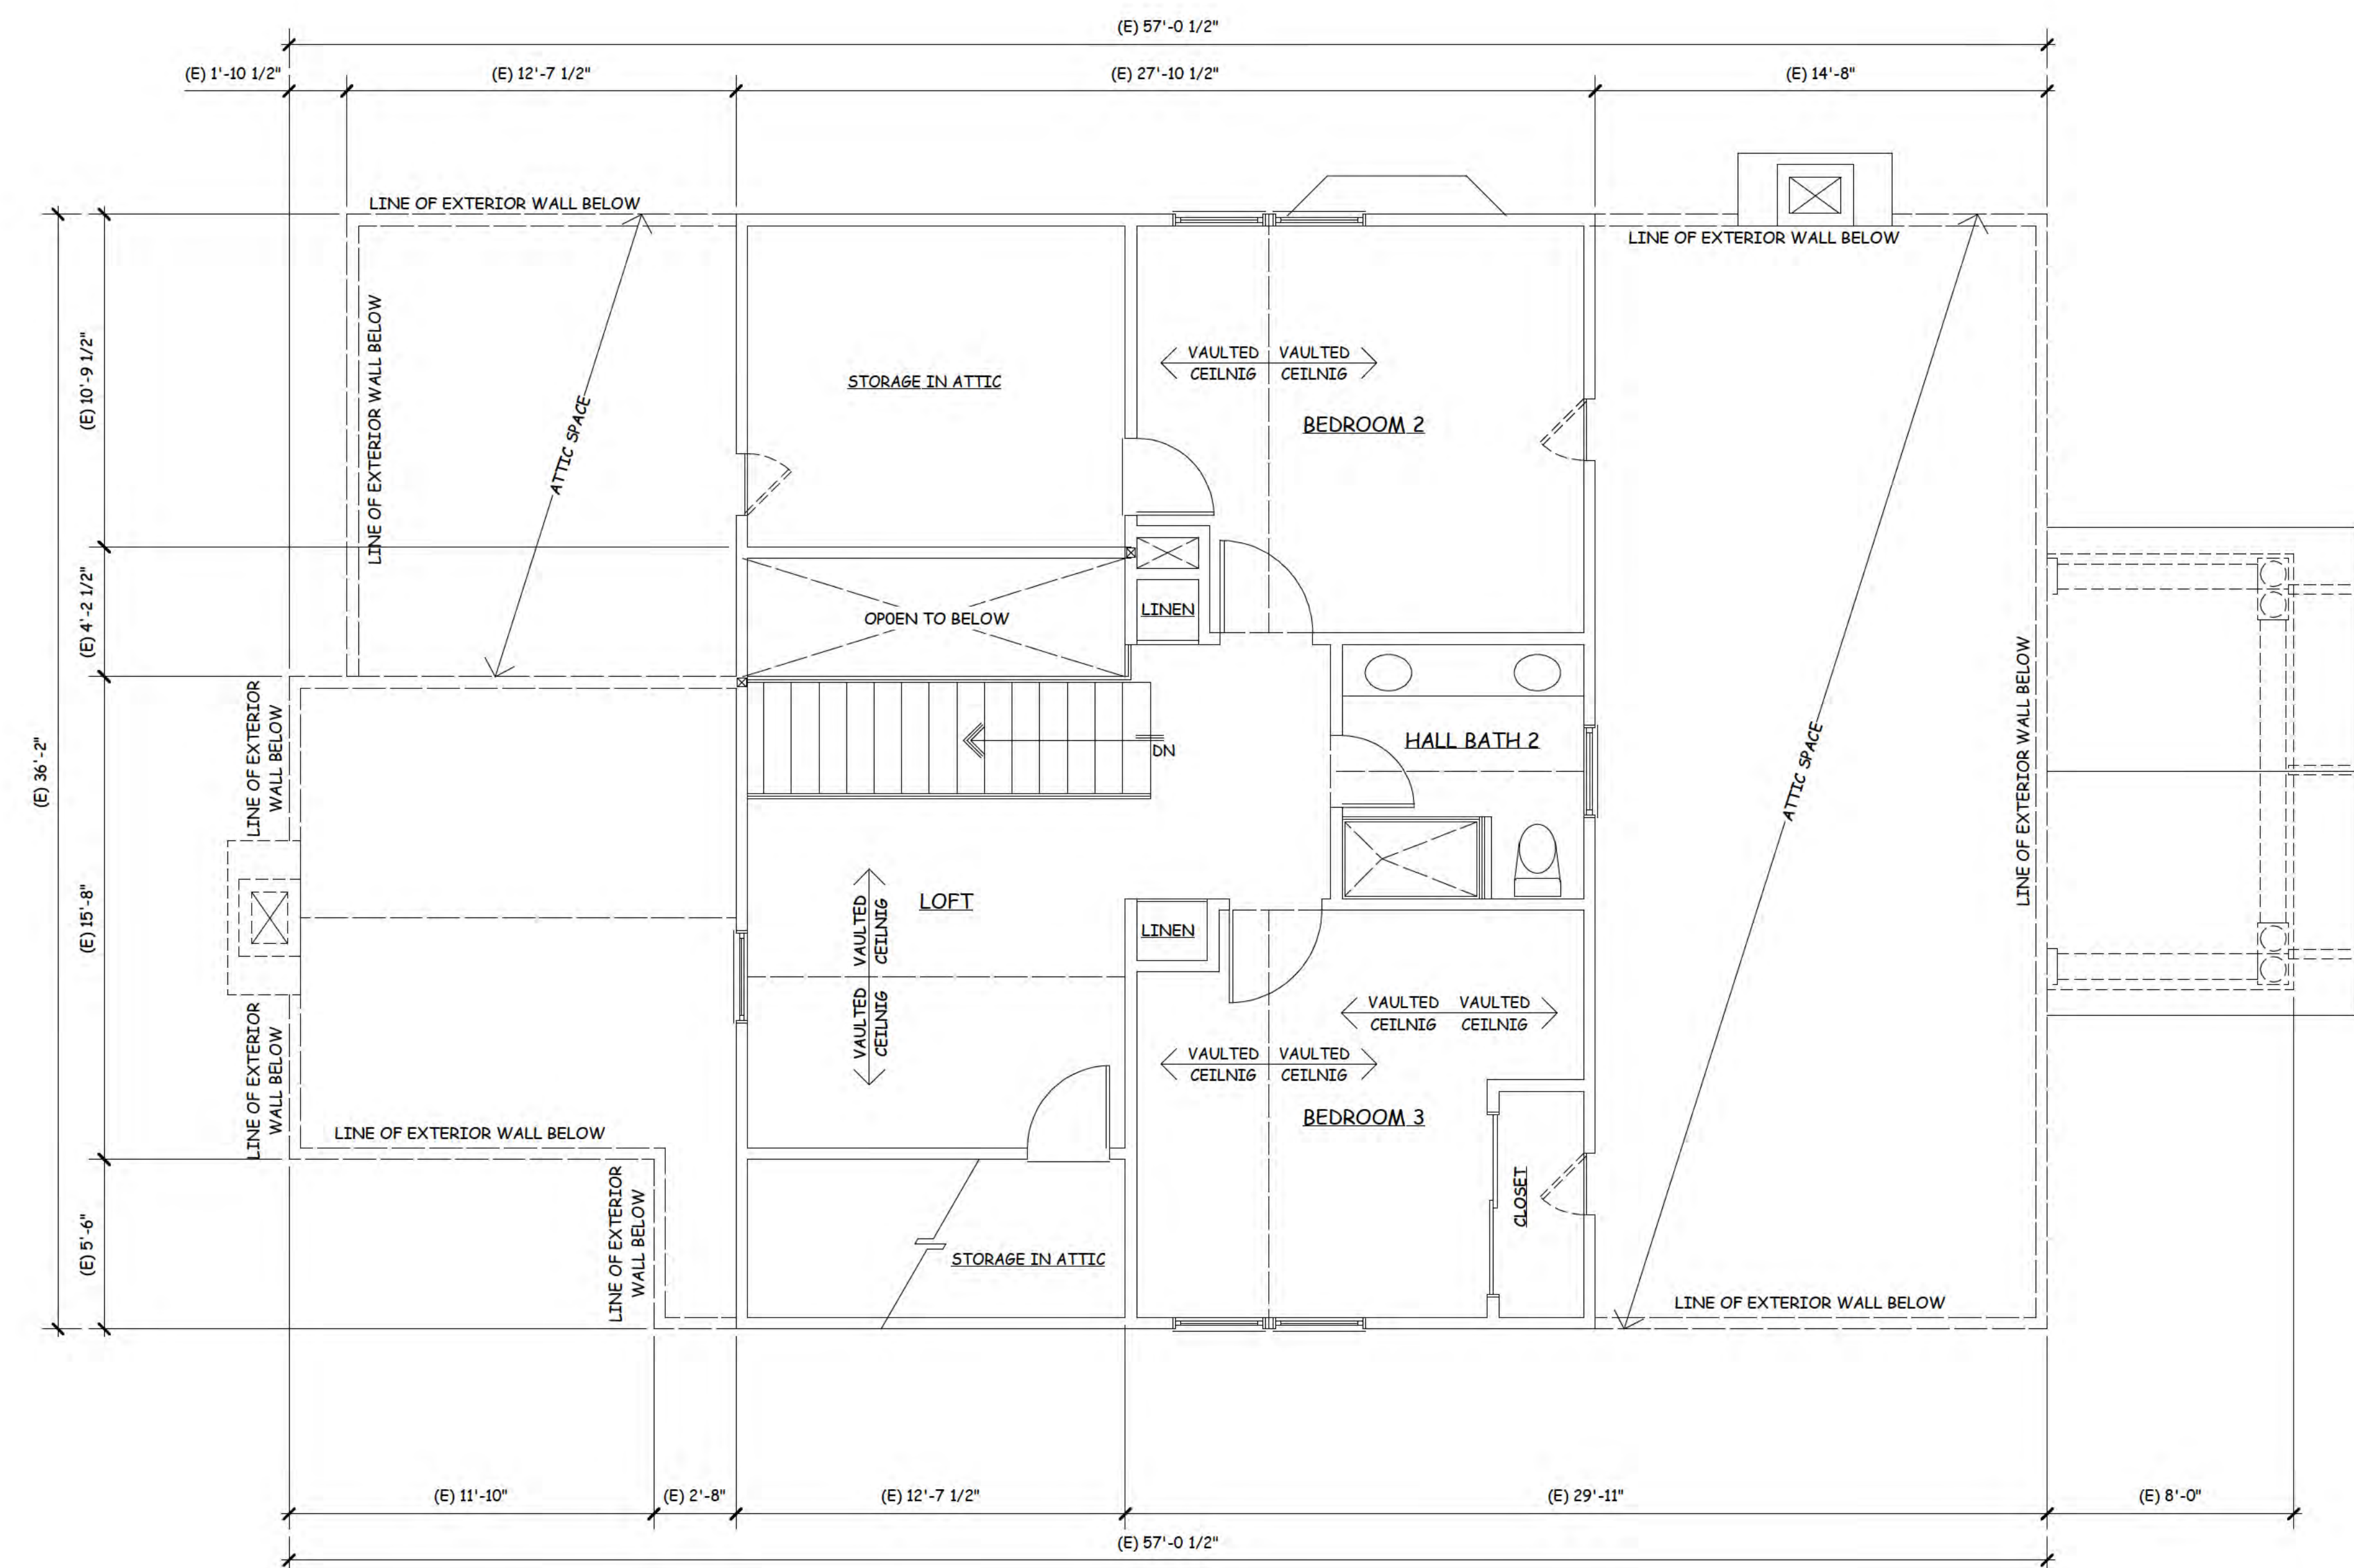 (E) 57'-0 1/2"
(E) 1'-10 1/2"
(E) 12'-7 1/2"
(E) 27'-10 1/2"
(E) 14'-8"
LINE OF EXTERIOR WALL BELOW
LINE OF EXTERIOR WALL BELOW
LINE OF EXTERIOR WALL BELOW
(E) 10'-9 1/2"
ATTIC SPACE
STORAGE IN ATTIC
VAULTED
CEILNIG
VAULTED
CEILNIG
BEDROOM 2
(E) 4'-2 1/2"
OP0EN TO BELOW
LINEN
(E) 36'-2"
LINE OF EXTERIOR
WALL BELOW
DN
HALL BATH 2
ATTIC SPACE
LINE OF EXTERIOR WALL BELOW
(E) 15'-8"
VAULTED
CEILNIG
LOFT
LINEN
VAULTED
CEILNIG
VAULTED
CEILNIG
VAULTED
CEILNIG
LINE OF EXTERIOR
WALL BELOW
VAULTED
CEILNIG
VAULTED
CEILNIG
BEDROOM 3
LINE OF EXTERIOR WALL BELOW
(E) 5'-6"
LINE OF EXTERIOR
WALL BELOW
CLOSET
STORAGE IN ATTIC
LINE OF EXTERIOR WALL BELOW
(E) 11'-10"
(E) 2'-8"
(E) 12'-7 1/2"
(E) 29'-11"
(E) 8'-0"
(E) 57'-0 1/2"